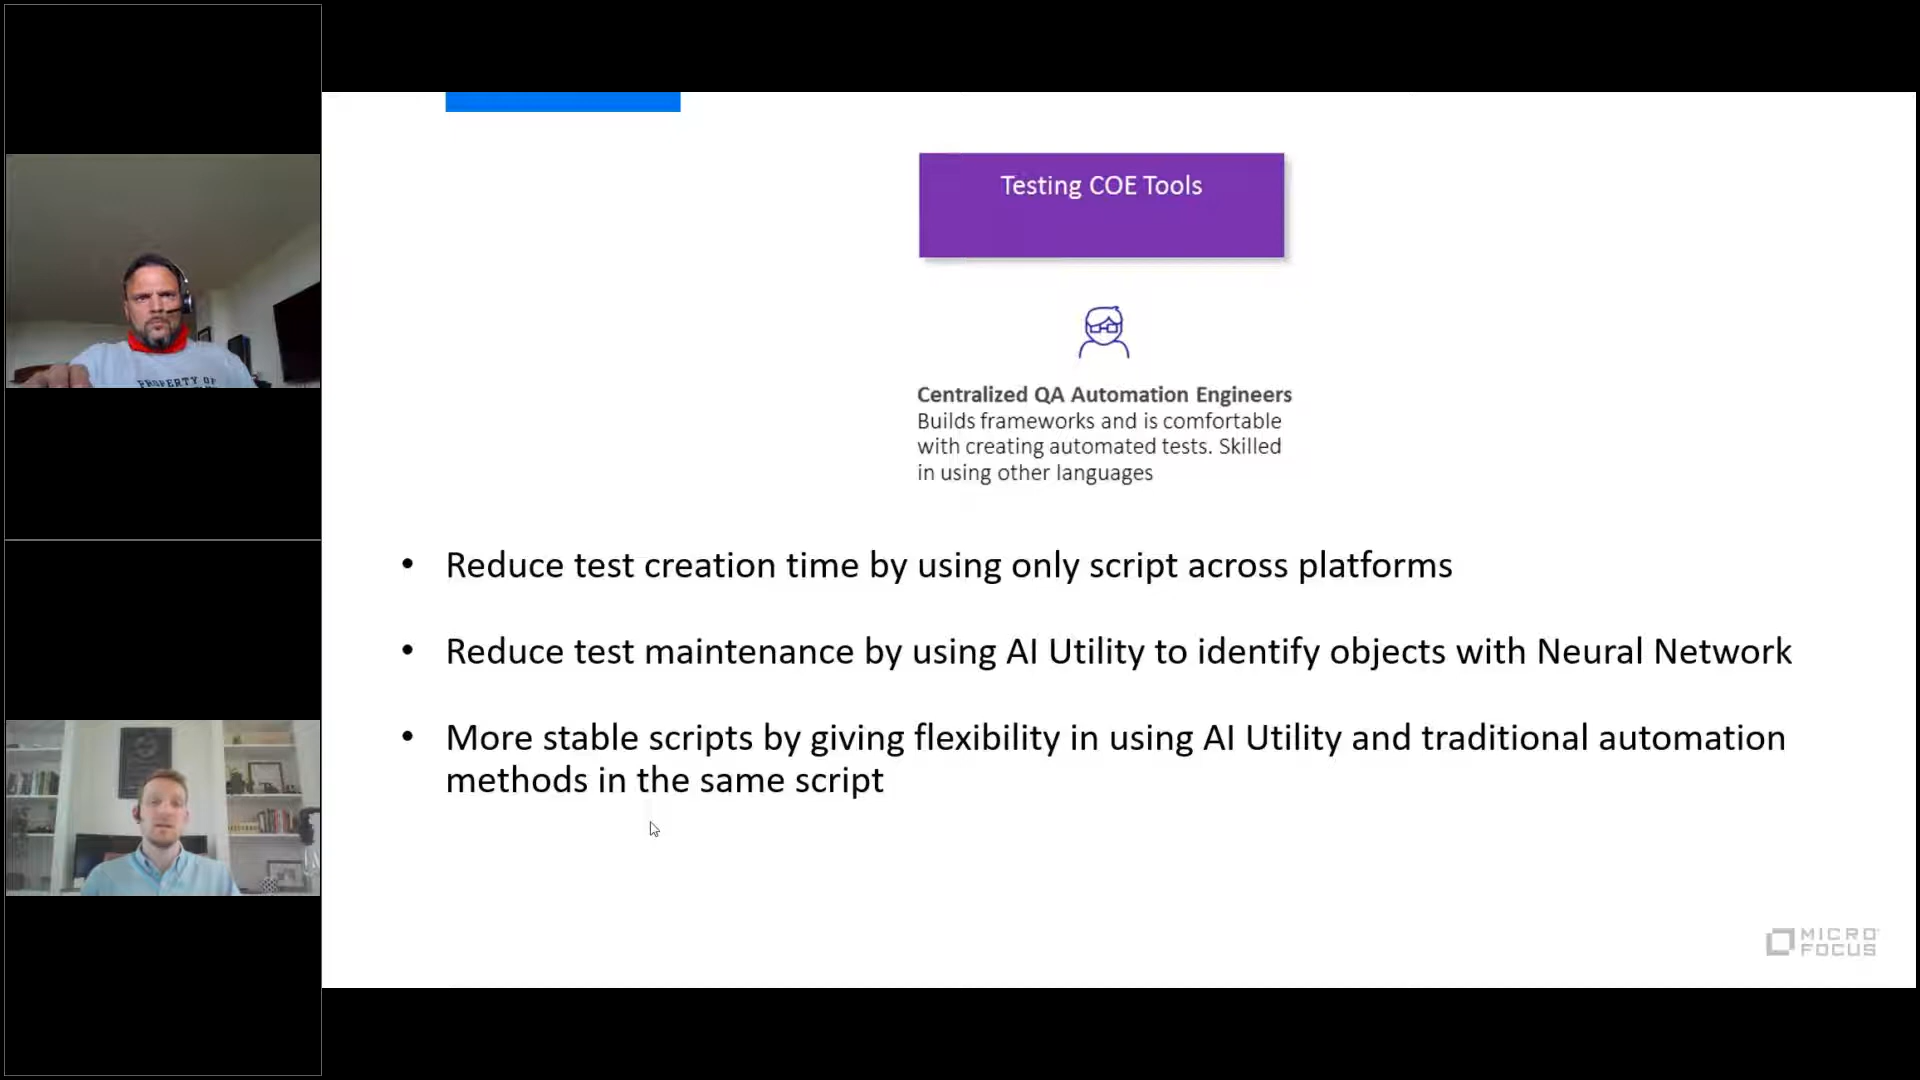 Testing COE Tools
Centralized QA Automation Engineers
Builds frameworks and is comfortable
with creating automated tests. Skilled
in using other languages
• Reduce test creation time by using only script across platforms
• Reduce test maintenance by using AI Utility to identify objects with Neural Network
• More stable scripts by giving flexibility in using AI Utility and traditional automation
methods in the same script
MICRO
FOCUS
PROPERTY OF